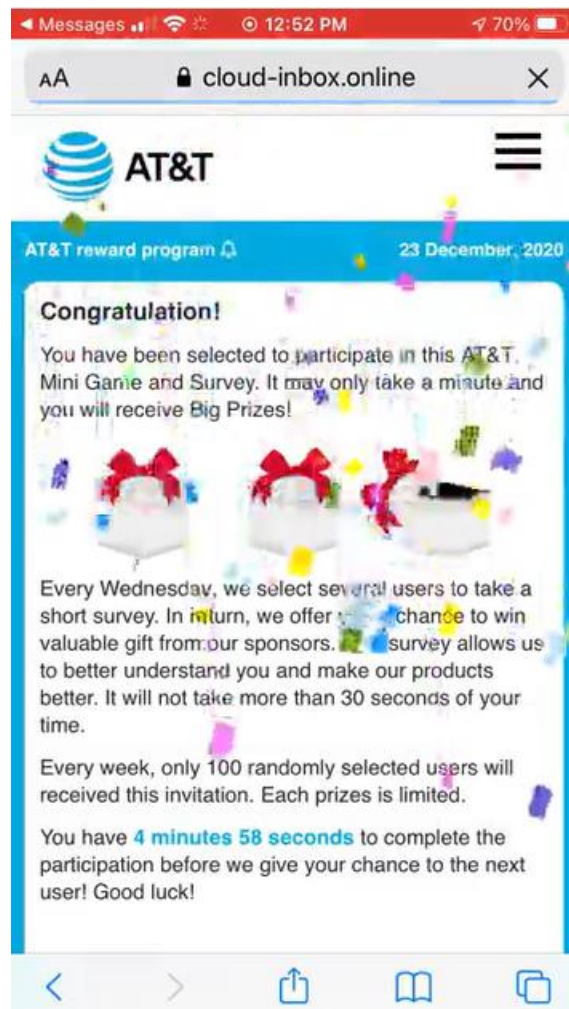 Messages 12:52 PM 70%
AA cloud-inbox.online
AT&T
AT&T reward program 23 December, 2020
Congratulation!
You have been selected to participate in this AT&T
Mini Game and Survey. It may only take a minute and
you will receive Big Prizes!
Every Wednesday, we select several users to take a
short survey. In inturn, we offer chance to win
valuable gift from our sponsors. survey allows us
to better understand you and make our products
better. It will not take more than 30 seconds of your
time.
Every week, only 100 randomly selected users will
received this invitation. Each prizes is limited.
You have 4 minutes 58 seconds to complete the
participation before we give your chance to the next
user! Good luck!